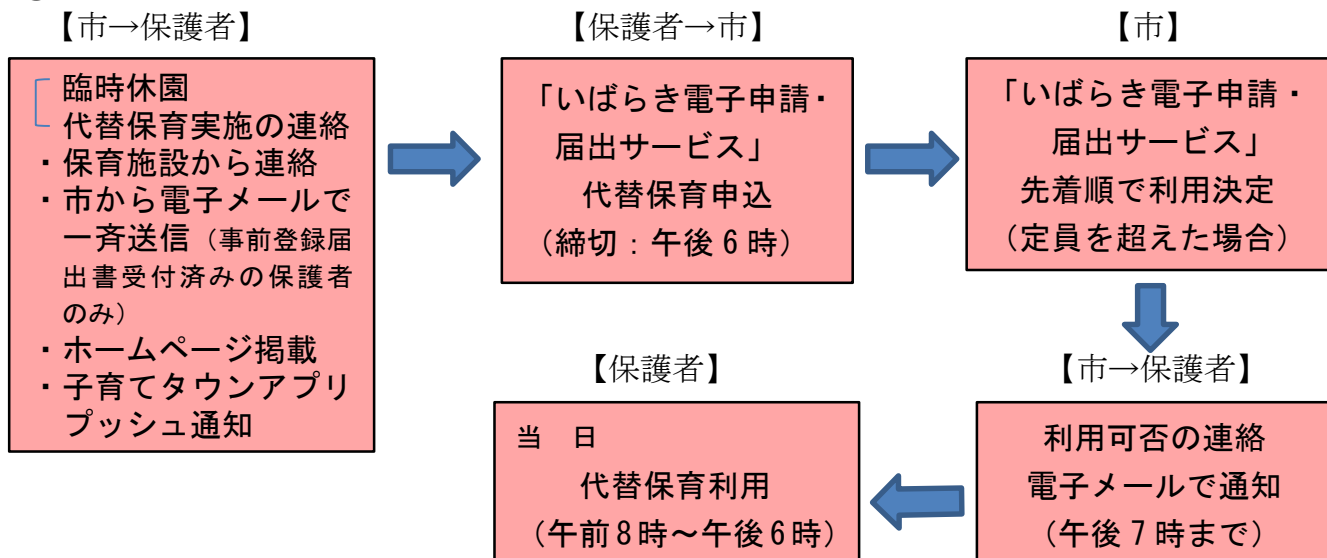 【市→保護者】
臨時休園
代替保育実施の連絡
・保育施設から連絡
・市から電子メールで
一斉送信（事前登録届
出書受付済みの保護者
のみ）
・ホームページ掲載
・子育てタウンアプリ
プッシュ通知
【保護者→市】
「いばらき電子申請・
届出サービス」
代替保育申込
（締切：午後６時）
【市】
「いばらき電子申請・
届出サービス」
先着順で利用決定
（定員を超えた場合）
【市→保護者】
利用可否の連絡
電子メールで通知
（午後７時まで）
【保護者】
当　日
代替保育利用
（午前８時～午後６時）